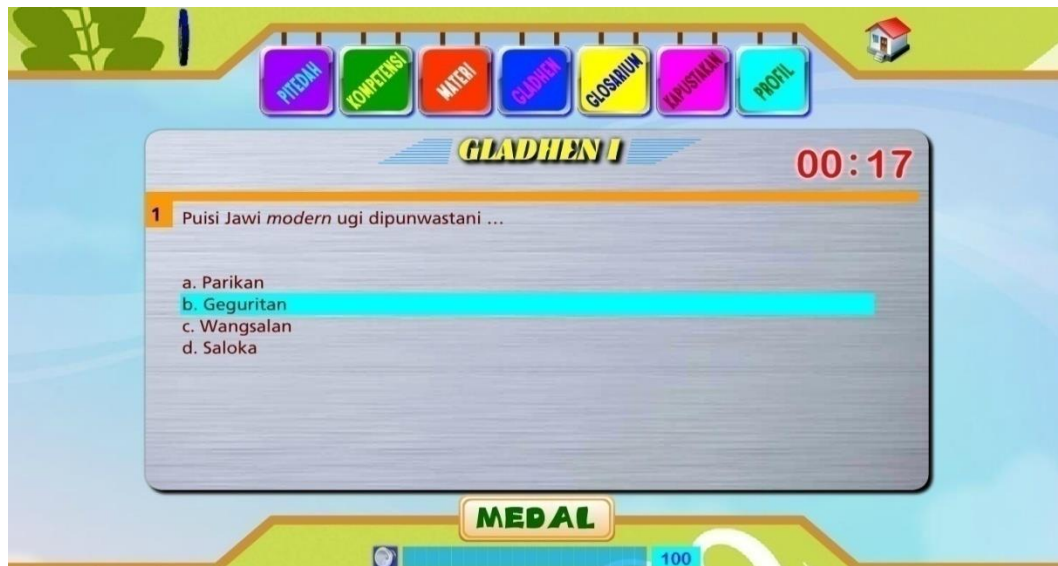 PITEDAH
KOMPETENSI
MATERI
GLADHEN
GLOSARIUM
KAPUSTAKAN
PROFIL
GLADHEN I
00:17
1 Puisi Jawi modern ugi dipunwastani ...
a. Parikan
b. Geguritan
c. Wangsalan
d. Saloka
MEDAL
100